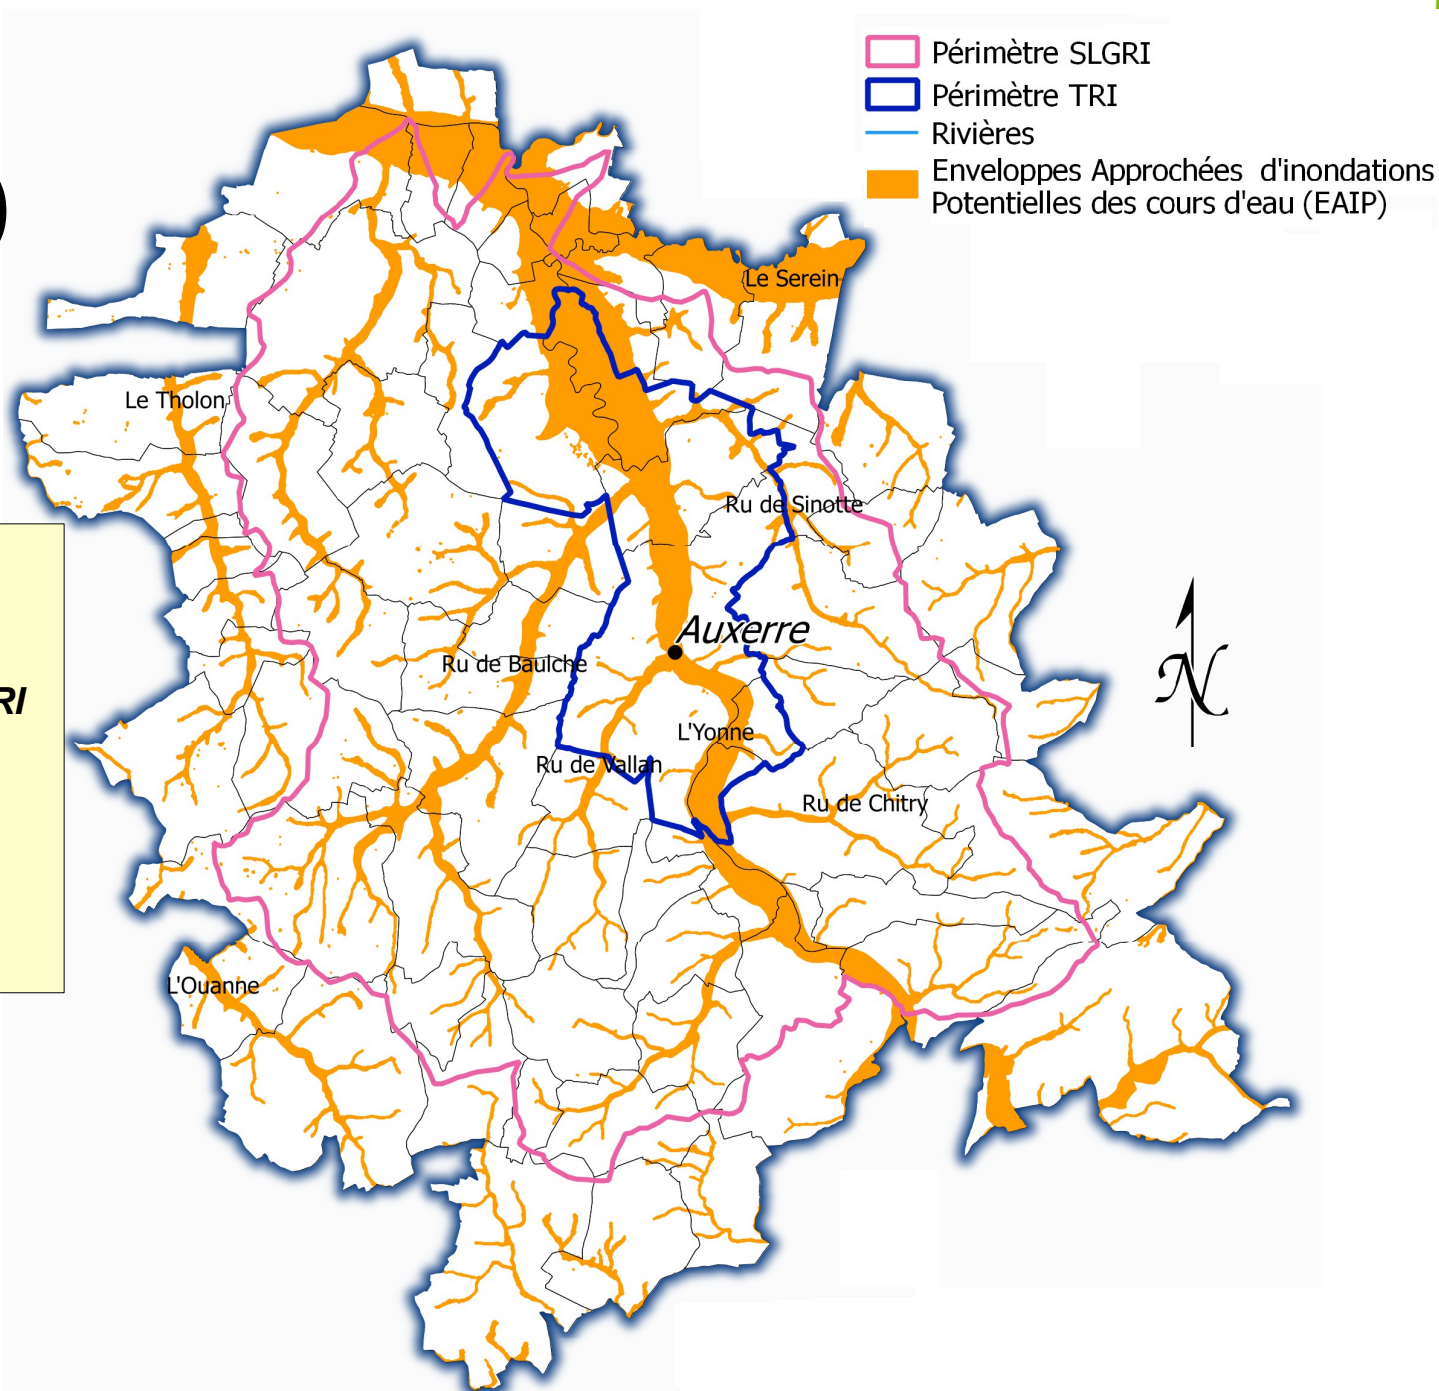 Périmètre SLGRI
Périmètre TRI
Rivières
Enveloppes Approchées d'inondations
Potentielles des cours d'eau (EAIP)
)
Le Serein
Le Tholon
Ru de Sinotte
Auxerre
Ru de Baulche
RI
L'Yonne
Ru de Vallan
Ru de Chitry
L'Ouanne
N